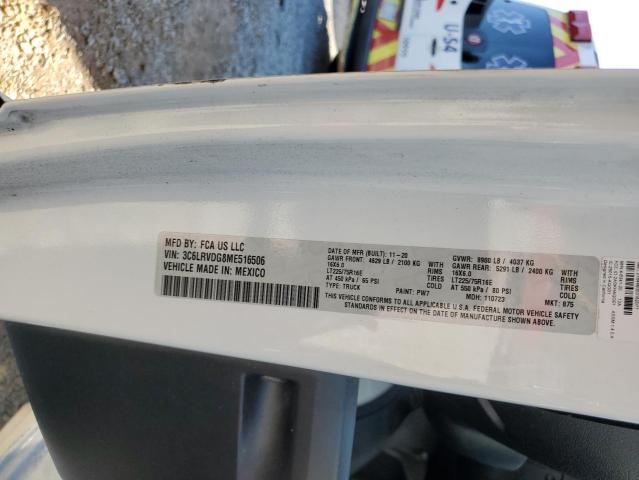 U-54
MFD BY: FCA US LLC
VIN: 3C6LRVDG8ME516506
VEHICLE MADE IN: MEXICO
DATE OF MFR (BUILT): 11-20
GAWR FRONT: 4629 LB / 2100 KG WITH
16X6.0 RIMS
LT225/75R16E TIRES
AT 450 kPa / 65 PSI COLD
TYPE: TRUCK PAINT: PW7
GVWR: 8900 LB / 4037 KG
GAWR REAR: 5291 LB / 2400 KG WITH
16X6.0 RIMS
LT225/75R16E TIRES
AT 550 kPa / 80 PSI COLD
MDH: 110723 MKT: 875
THIS VEHICLE CONFORMS TO ALL APPLICABLE U.S.A. FEDERAL MOTOR VEHICLE SAFETY
STANDARDS IN EFFECT ON THE DATE OF MANUFACTURE SHOWN ABOVE.